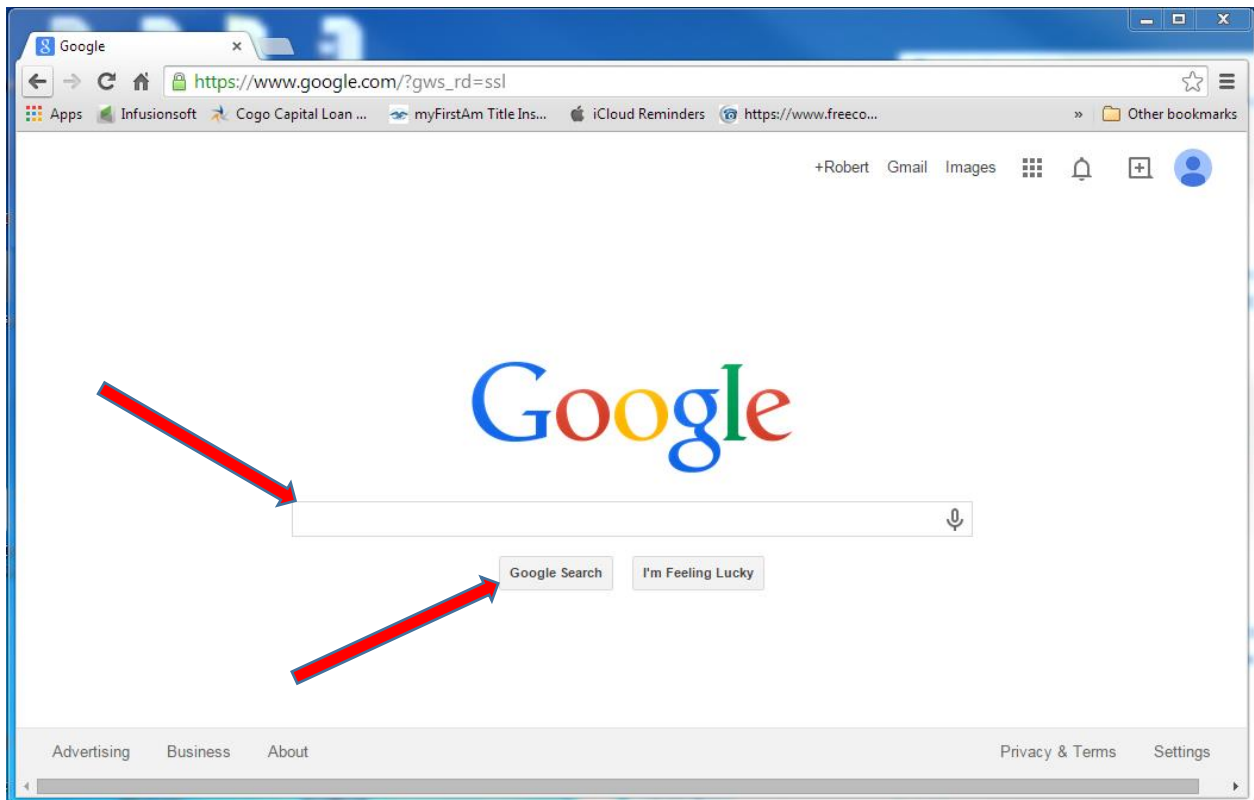 Google
https://www.google.com/?gws_rd=ssl
Apps Infusionsoft Cogo Capital Loan ... myFirstAm Title Ins... iCloud Reminders https://www.freeco... » Other bookmarks
+Robert Gmail Images
Google
Google Search I'm Feeling Lucky
Advertising Business About Privacy & Terms Settings